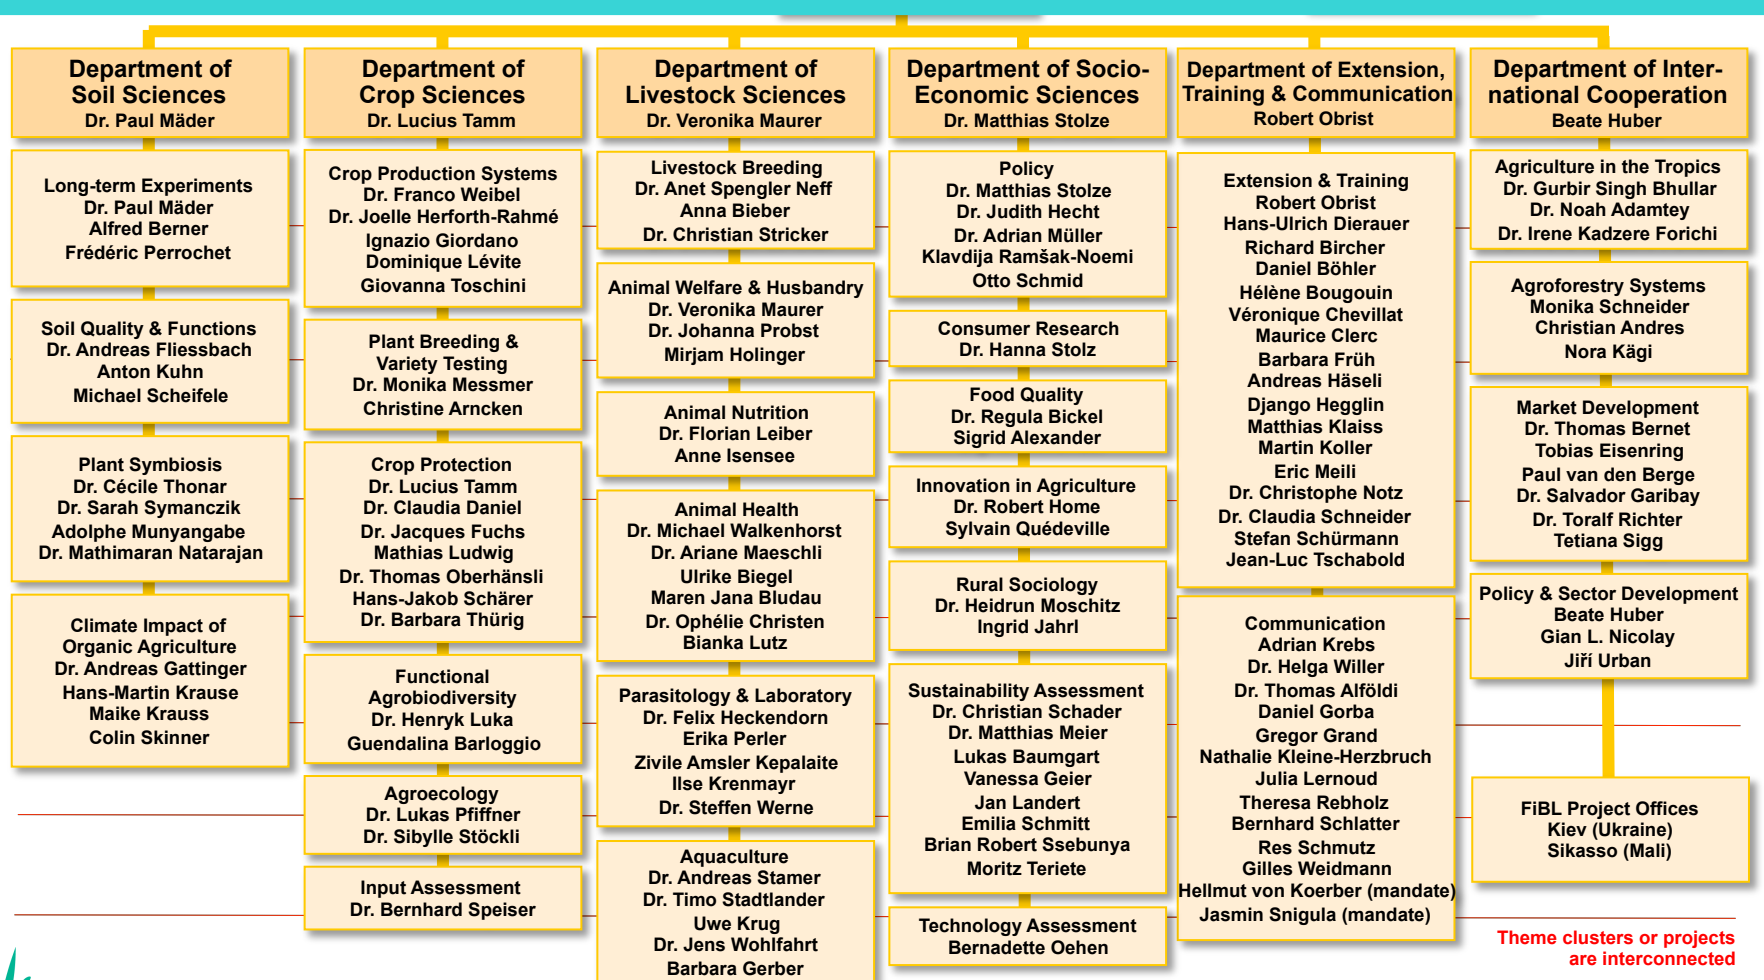 Department of
Soil Sciences
Dr. Paul Mäder
Long-term Experiments
Dr. Paul Mäder
Alfred Berner
Frédéric Perrochet
Soil Quality & Functions
Dr. Andreas Fliessbach
Anton Kuhn
Michael Scheifele
Plant Symbiosis
Dr. Cécile Thonar
Dr. Sarah Symanczik
Adolphe Munyangabe
Dr. Mathimaran Natarajan
Climate Impact of
Organic Agriculture
Dr. Andreas Gattinger
Hans-Martin Krause
Maike Krauss
Colin Skinner
Department of
Crop Sciences
Dr. Lucius Tamm
Crop Production Systems
Dr. Franco Weibel
Dr. Joelle Herforth-Rahmé
Ignazio Giordano
Dominique Lévite
Giovanna Toschini
Plant Breeding &
Variety Testing
Dr. Monika Messmer
Christine Arncken
Crop Protection
Dr. Lucius Tamm
Dr. Claudia Daniel
Dr. Jacques Fuchs
Mathias Ludwig
Dr. Thomas Oberhänsli
Hans-Jakob Schärer
Dr. Barbara Thürig
Functional
Agrobiodiversity
Dr. Henryk Luka
Guendalina Barloggio
Agroecology
Dr. Lukas Pfiffner
Dr. Sibylle Stöckli
Input Assessment
Dr. Bernhard Speiser
Department of
Livestock Sciences
Dr. Veronika Maurer
Livestock Breeding
Dr. Anet Spengler Neff
Anna Bieber
Dr. Christian Stricker
Animal Welfare & Husbandry
Dr. Veronika Maurer
Dr. Johanna Probst
Mirjam Holinger
Animal Nutrition
Dr. Florian Leiber
Anne Isensee
Animal Health
Dr. Michael Walkenhorst
Dr. Ariane Maeschli
Ulrike Biegel
Maren Jana Bludau
Dr. Ophélie Christen
Bianka Lutz
Parasitology & Laboratory
Dr. Felix Heckendorn
Erika Perler
Zivile Amsler Kepalaite
Ilse Krenmayr
Dr. Steffen Werne
Aquaculture
Dr. Andreas Stamer
Dr. Timo Stadtlander
Uwe Krug
Dr. Jens Wohlfahrt
Barbara Gerber
Department of Socio-
Economic Sciences
Dr. Matthias Stolze
Policy
Dr. Matthias Stolze
Dr. Judith Hecht
Dr. Adrian Müller
Klavdija Ramšak-Noemi
Otto Schmid
Consumer Research
Dr. Hanna Stolz
Food Quality
Dr. Regula Bickel
Sigrid Alexander
Innovation in Agriculture
Dr. Robert Home
Sylvain Quédeville
Rural Sociology
Dr. Heidrun Moschitz
Ingrid Jahrl
Sustainability Assessment
Dr. Christian Schader
Dr. Matthias Meier
Lukas Baumgart
Vanessa Geier
Jan Landert
Emilia Schmitt
Brian Robert Ssebunya
Moritz Teriete
Technology Assessment
Bernadette Oehen
Department of Extension,
Training & Communication
Robert Obrist
Extension & Training
Robert Obrist
Hans-Ulrich Dierauer
Richard Bircher
Daniel Böhler
Hélène Bougouin
Véronique Chevillat
Maurice Clerc
Barbara Früh
Andreas Häseli
Django Hegglin
Matthias Klaiss
Martin Koller
Eric Meili
Dr. Christophe Notz
Dr. Claudia Schneider
Stefan Schürmann
Jean-Luc Tschabold
Communication
Adrian Krebs
Dr. Helga Willer
Dr. Thomas Alföldi
Daniel Gorba
Gregor Grand
Nathalie Kleine-Herzbruch
Julia Lernoud
Theresa Rebholz
Bernhard Schlatter
Res Schmutz
Gilles Weidmann
Hellmut von Koerber (mandate)
Jasmin Snigula (mandate)
Department of Inter-
national Cooperation
Beate Huber
Agriculture in the Tropics
Dr. Gurbir Singh Bhullar
Dr. Noah Adamtey
Dr. Irene Kadzere Forichi
Agroforestry Systems
Monika Schneider
Christian Andres
Nora Kägi
Market Development
Dr. Thomas Bernet
Tobias Eisenring
Paul van den Berge
Dr. Salvador Garibay
Dr. Toralf Richter
Tetiana Sigg
Policy & Sector Development
Beate Huber
Gian L. Nicolay
Jiří Urban
FiBL Project Offices
Kiev (Ukraine)
Sikasso (Mali)
Theme clusters or projects
are interconnected